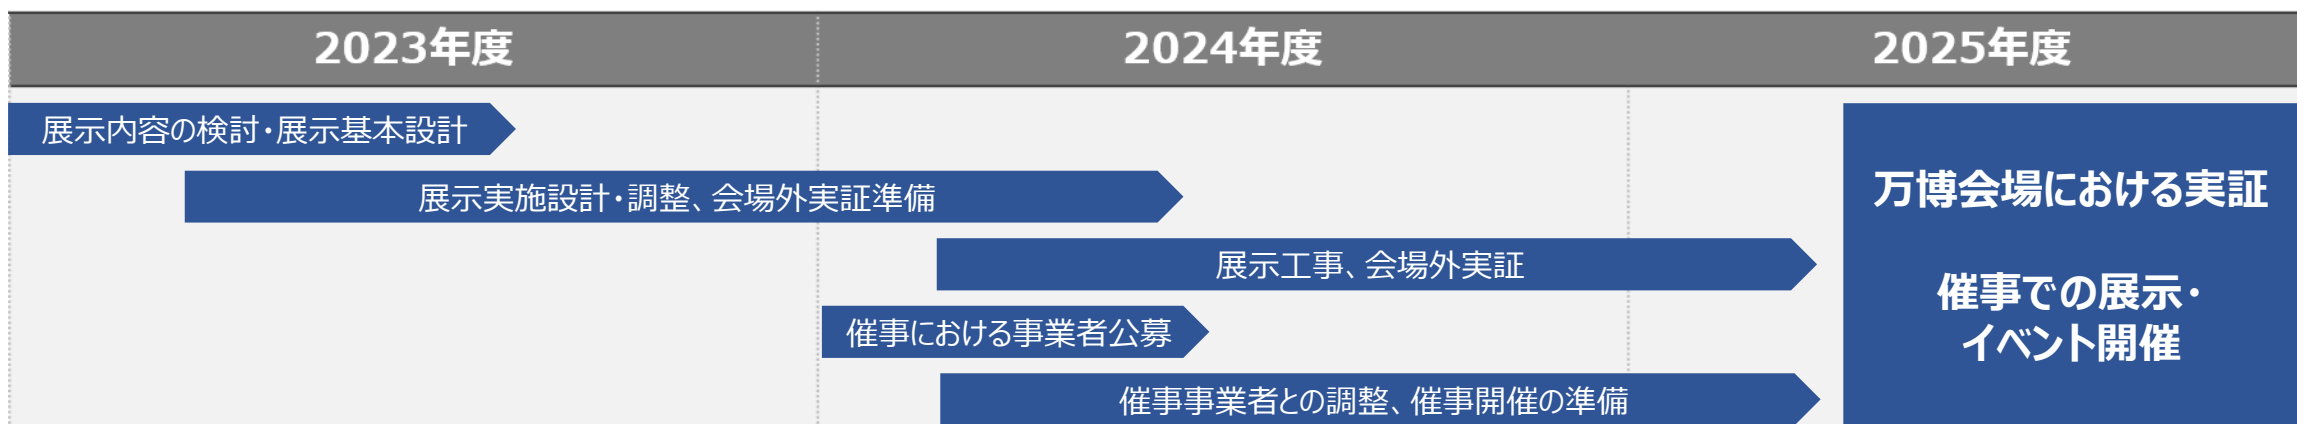 2023年度
2024年度
2025年度
展示内容の検討・展示基本設計
展示実施設計・調整、会場外実証準備
展示工事、会場外実証
催事における事業者公募
催事事業者との調整、催事開催の準備
万博会場における実証
催事での展示・
イベント開催